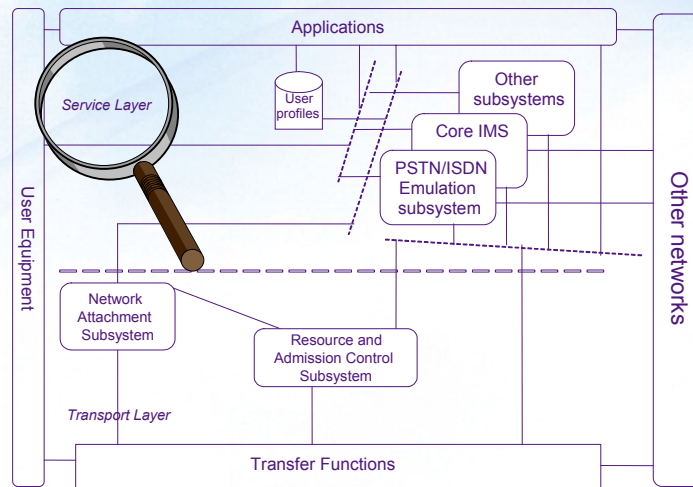 Applications
Service Layer
User
profiles
Other
subsystems
Core IMS
PSTN/ISDN
Emulation
subsystem
User Equipment
Other networks
Network
Attachment
Subsystem
Resource and
Admission Control
Subsystem
Transport Layer
Transfer Functions